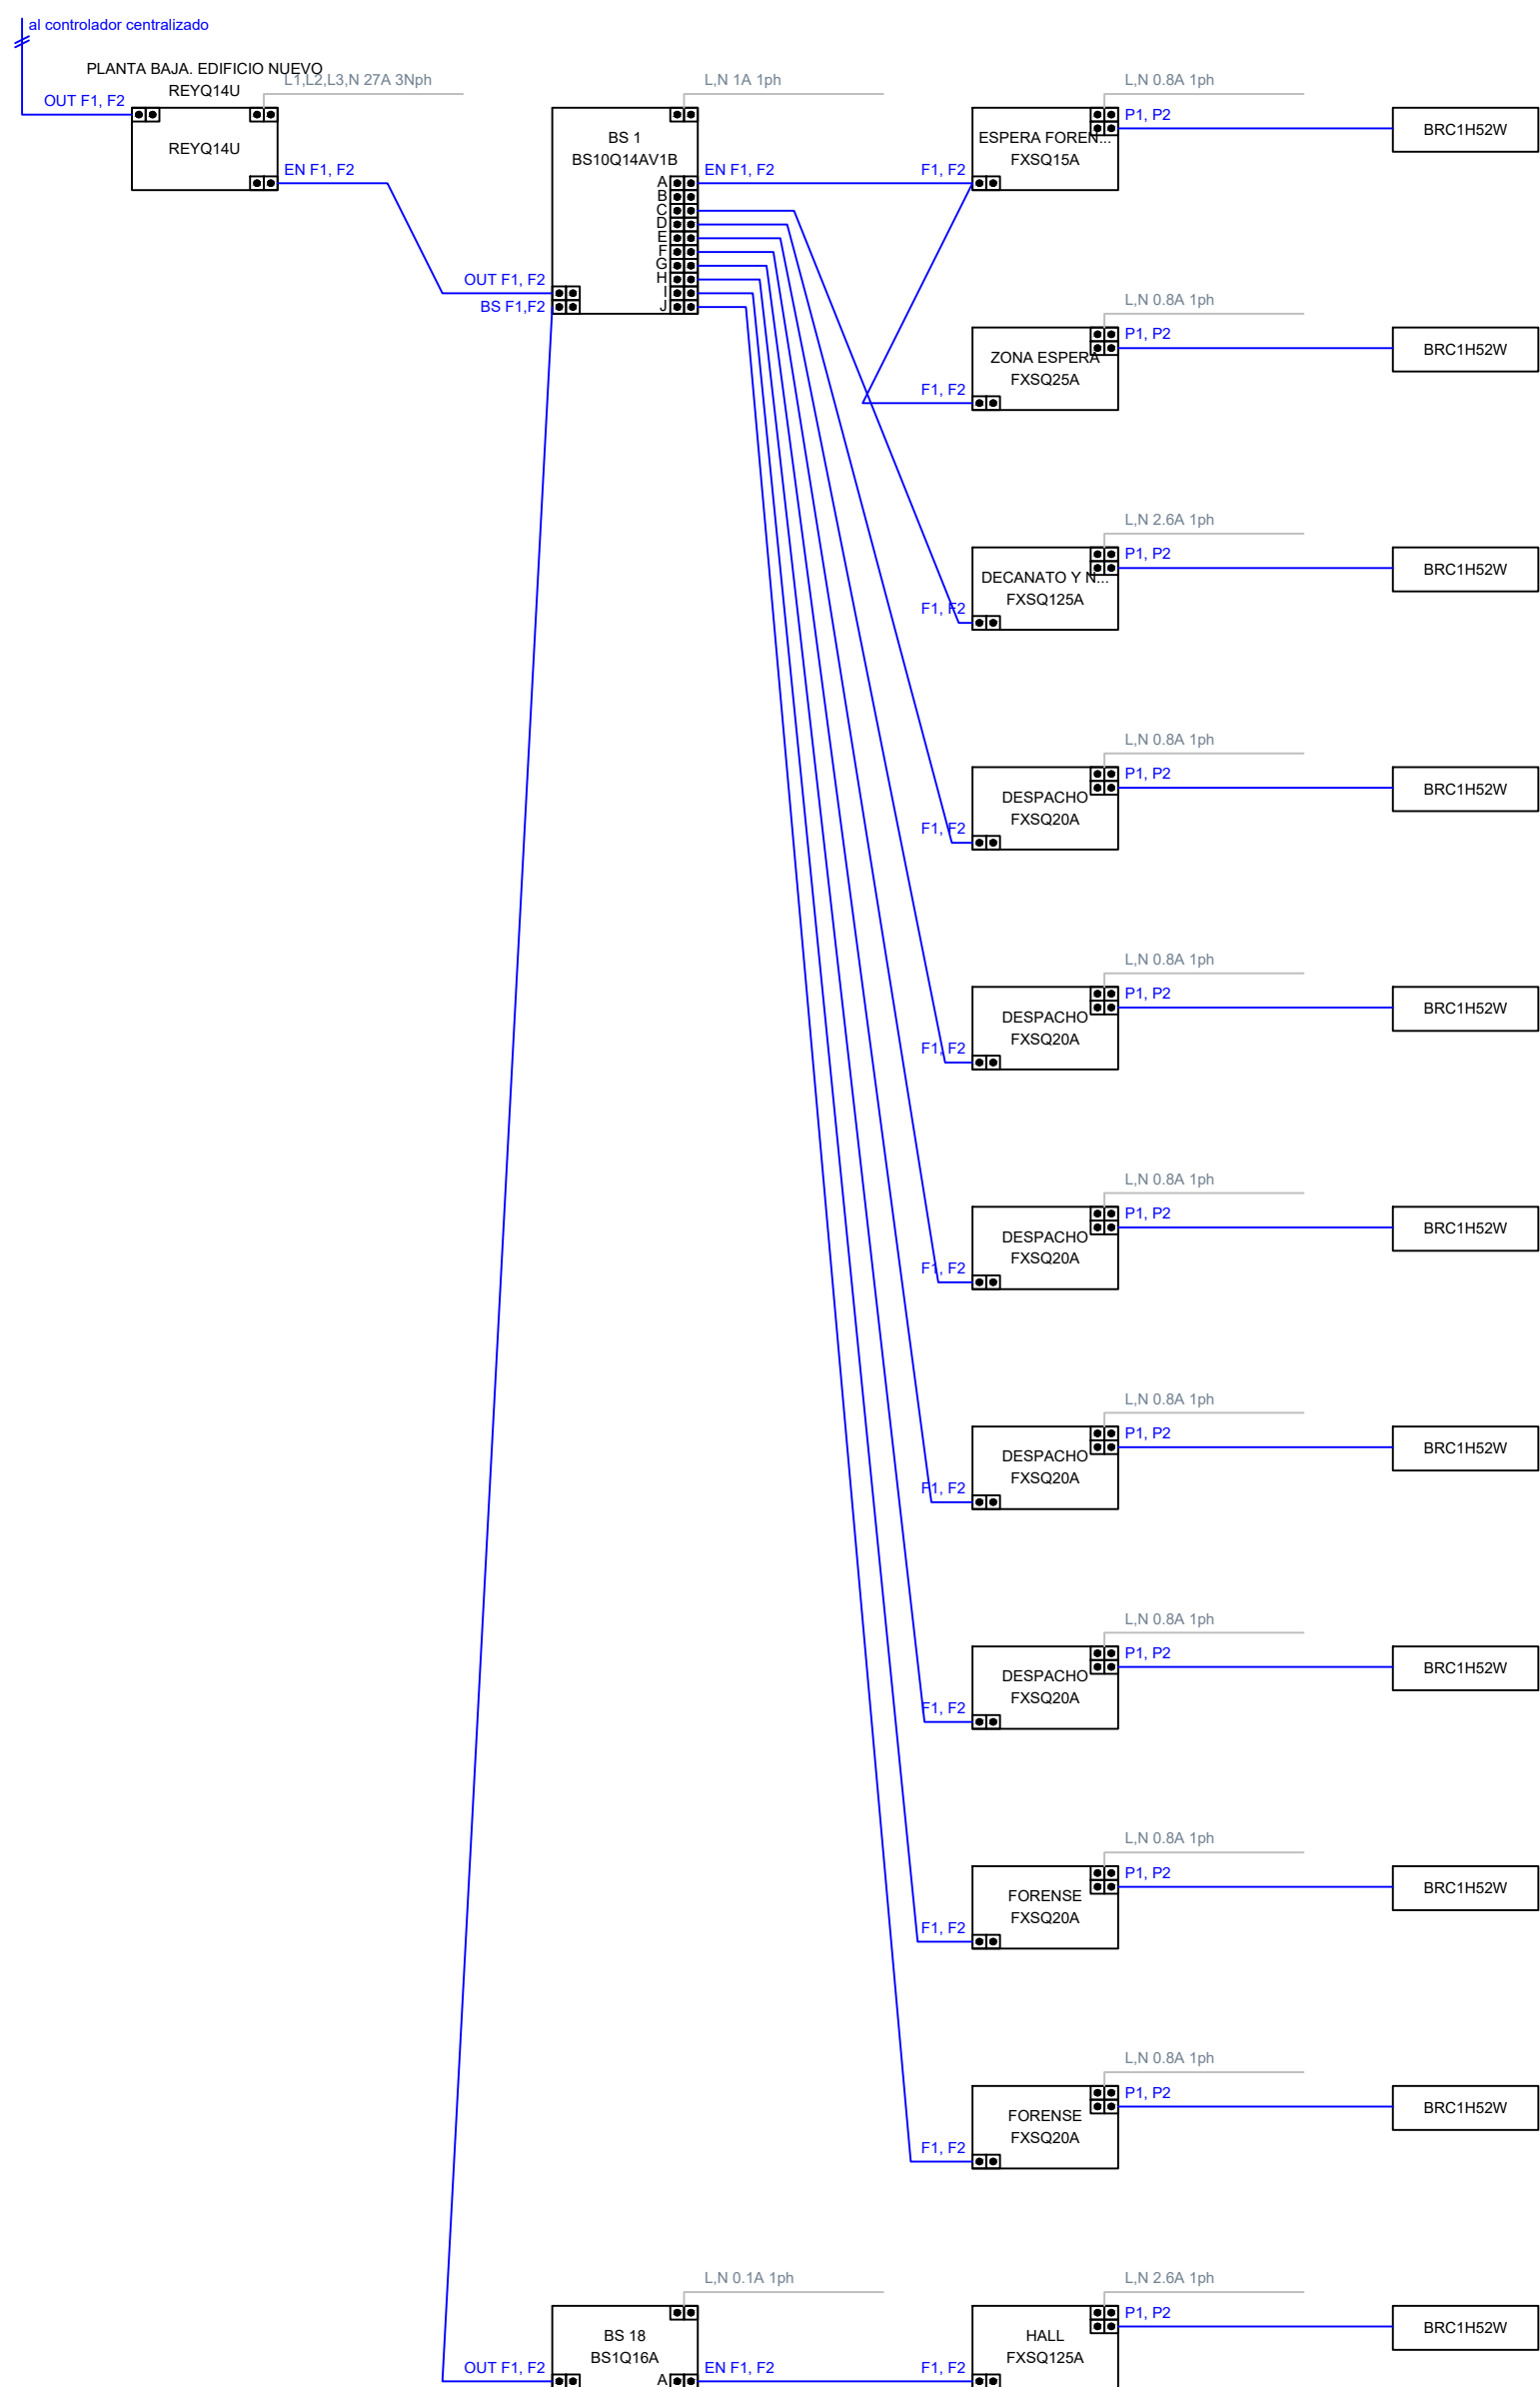 al controlador centralizado
PLANTA BAJA. EDIFICIO NUEVO
REYQ14U
L1,L2,L3,N 27A 3Nph
OUT F1, F2
REYQ14U
EN F1, F2
L,N 1A 1ph
BS 1
BS10Q14AV1B
A
B
C
D
E
F
G
H
I
J
EN F1, F2
OUT F1, F2
BS F1,F2
L,N 0.8A 1ph
P1, P2
ESPERA FOREN...
FXSQ15A
F1, F2
BRC1H52W
L,N 0.8A 1ph
P1, P2
ZONA ESPERA
FXSQ25A
F1, F2
BRC1H52W
L,N 2.6A 1ph
P1, P2
DECANATO Y N...
FXSQ125A
F1, F2
BRC1H52W
L,N 0.8A 1ph
P1, P2
DESPACHO
FXSQ20A
F1, F2
BRC1H52W
L,N 0.8A 1ph
P1, P2
DESPACHO
FXSQ20A
F1, F2
BRC1H52W
L,N 0.8A 1ph
P1, P2
DESPACHO
FXSQ20A
F1, F2
BRC1H52W
L,N 0.8A 1ph
P1, P2
DESPACHO
FXSQ20A
F1, F2
BRC1H52W
L,N 0.8A 1ph
P1, P2
DESPACHO
FXSQ20A
F1, F2
BRC1H52W
L,N 0.8A 1ph
P1, P2
FORENSE
FXSQ20A
F1, F2
BRC1H52W
L,N 0.8A 1ph
P1, P2
FORENSE
FXSQ20A
F1, F2
BRC1H52W
L,N 0.1A 1ph
BS 18
BS1Q16A
OUT F1, F2
A
EN F1, F2
L,N 2.6A 1ph
P1, P2
HALL
FXSQ125A
F1, F2
BRC1H52W